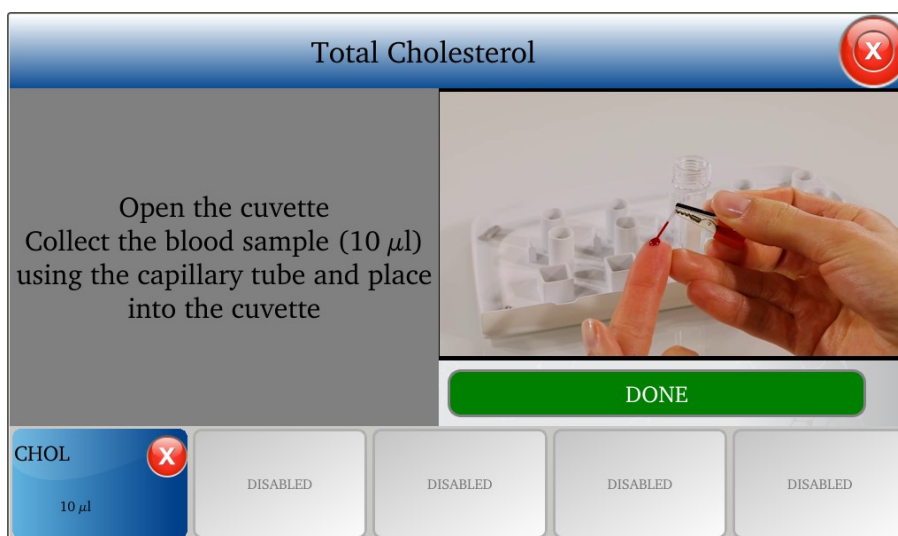 Total Cholesterol
X
Open the cuvette
Collect the blood sample (10 μl)
using the capillary tube and place
into the cuvette
DONE
CHOL
X
10 μl
DISABLED
DISABLED
DISABLED
DISABLED